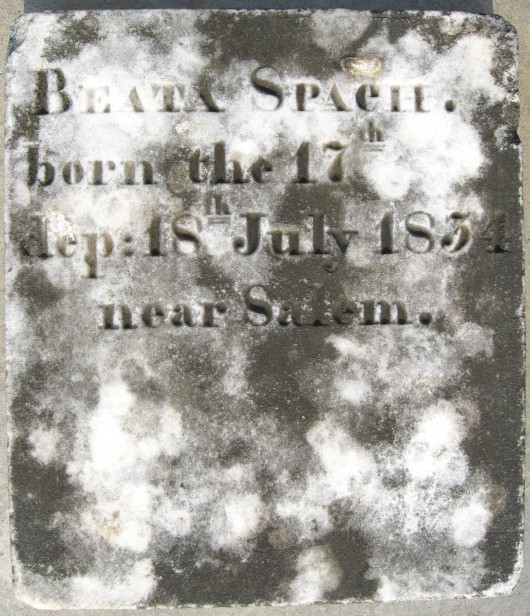 BEATA SPACH.
born the 17th
dep: 18th July 1834
near Salem.